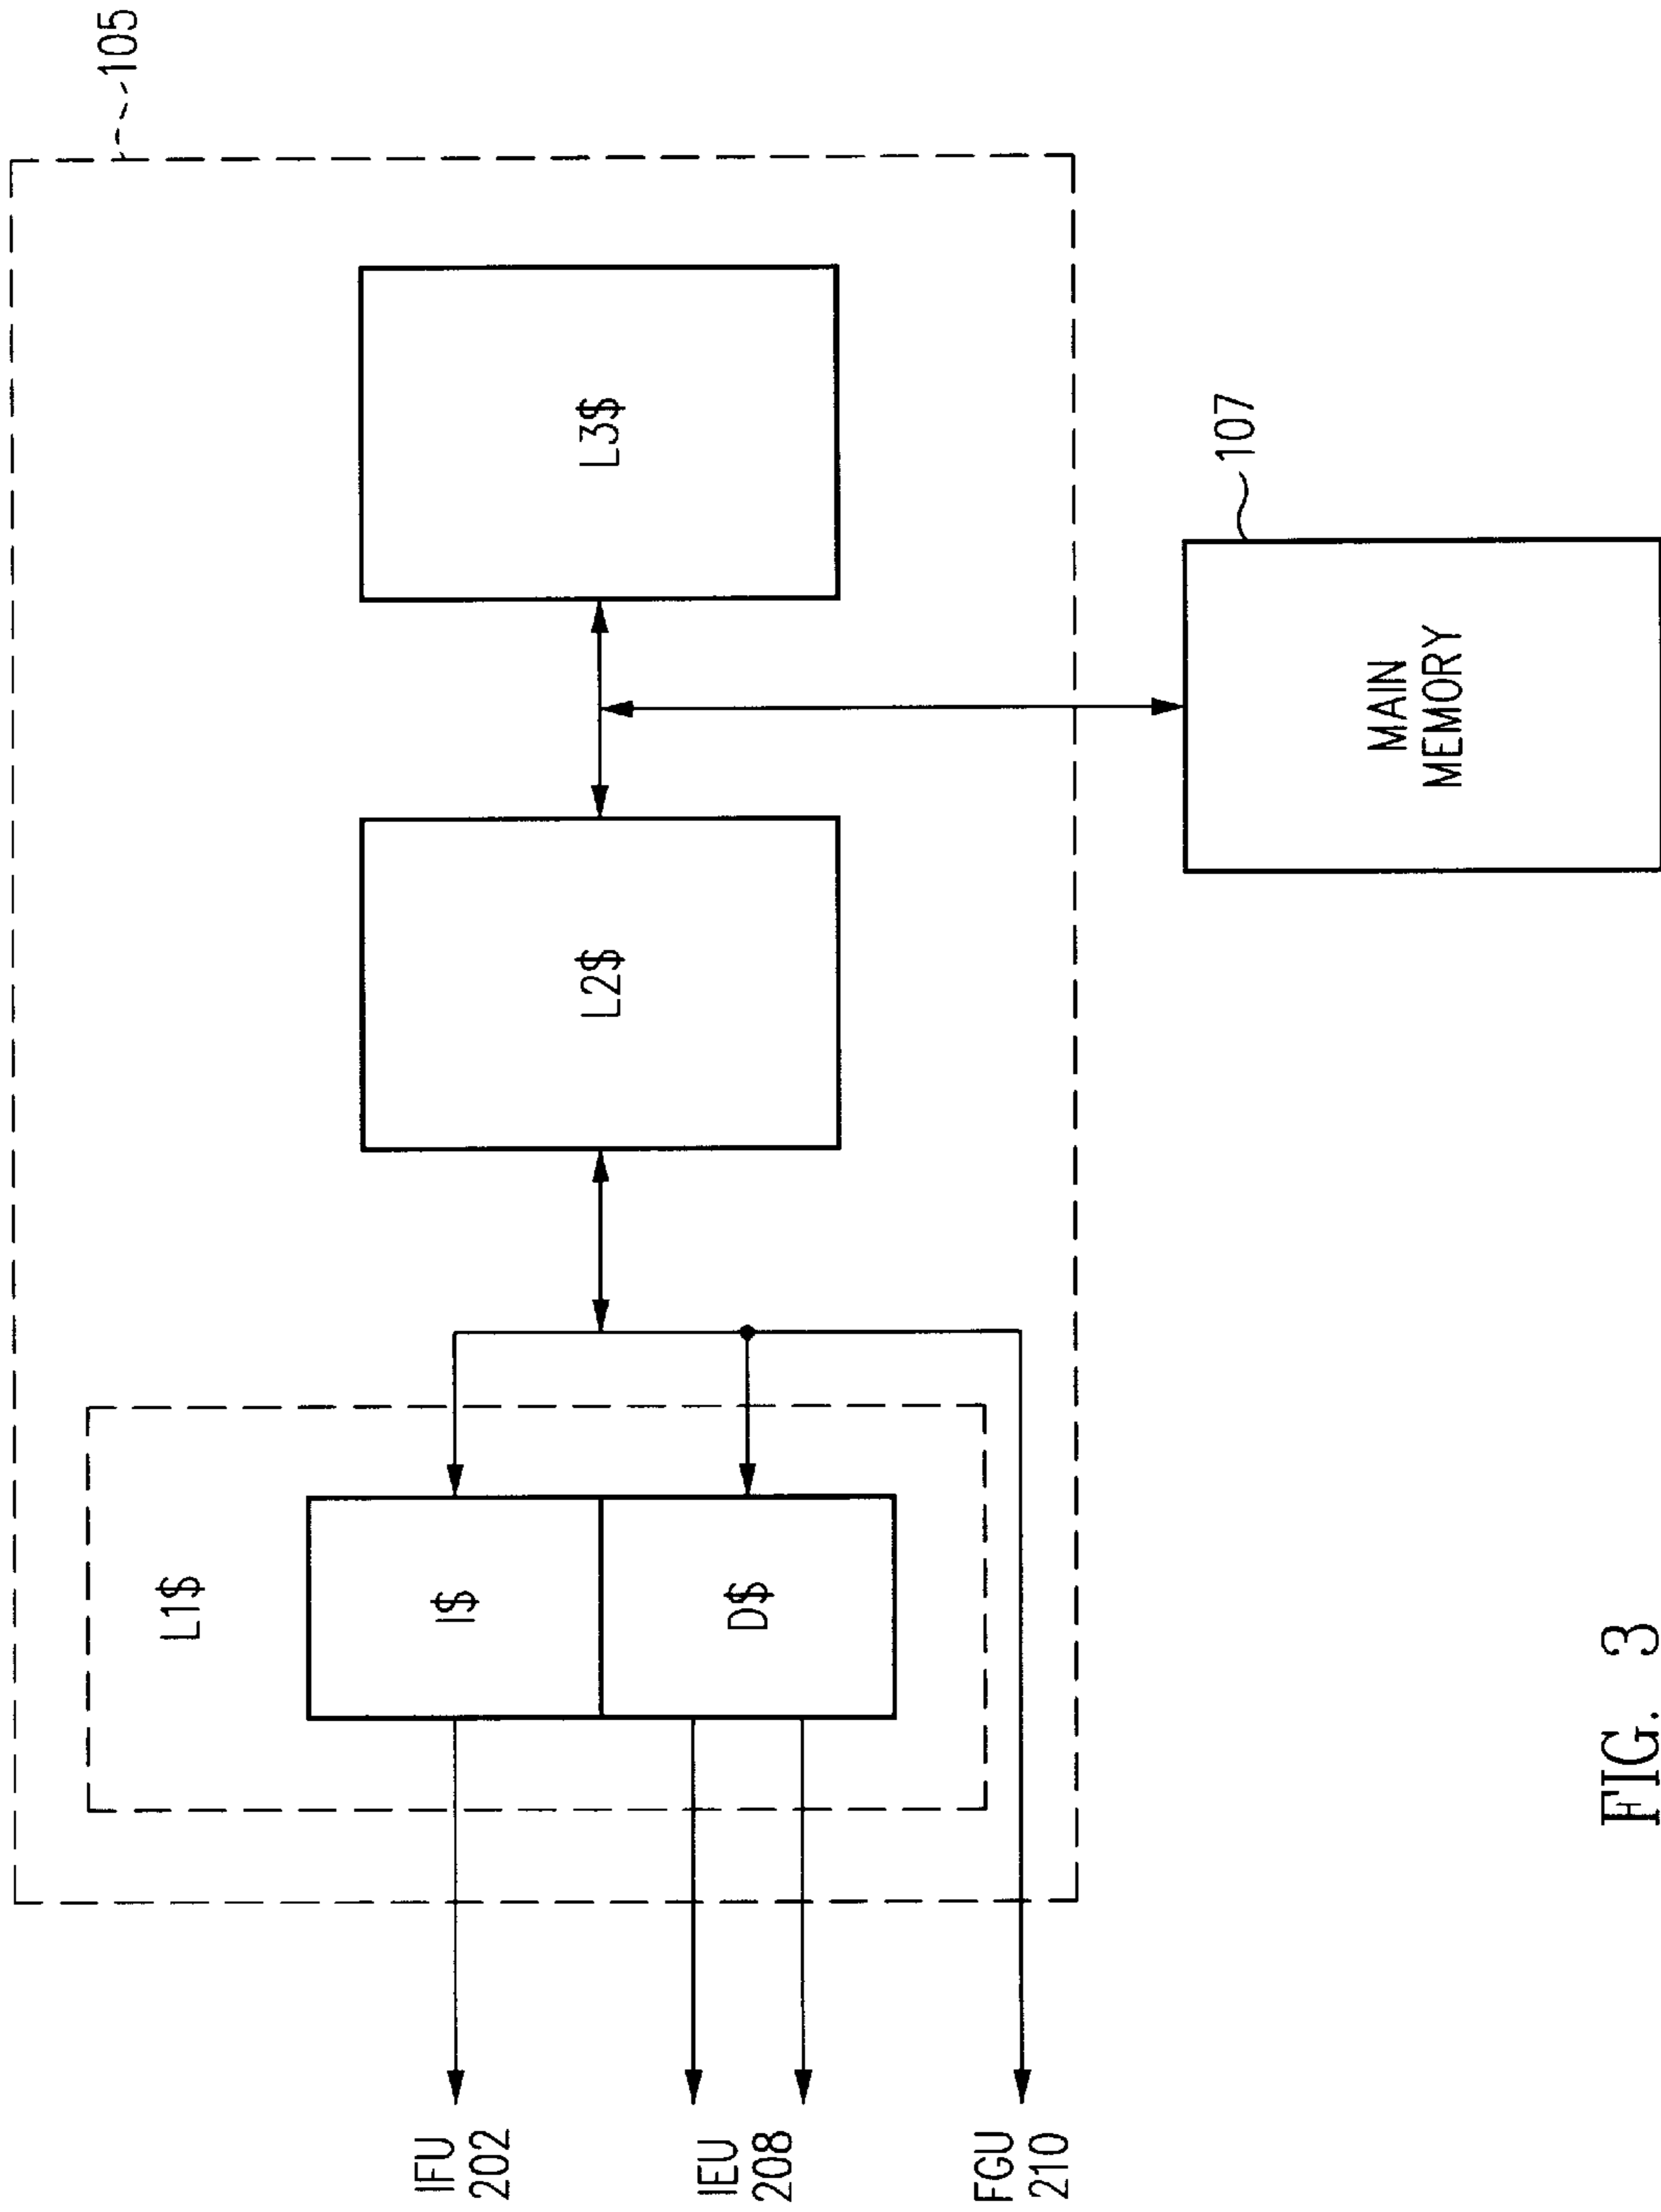 105
L1$
I$
D$
L2$
L3$
IFU
202
IEU
208
FGU
210
107
MAIN
MEMORY
FIG. 3